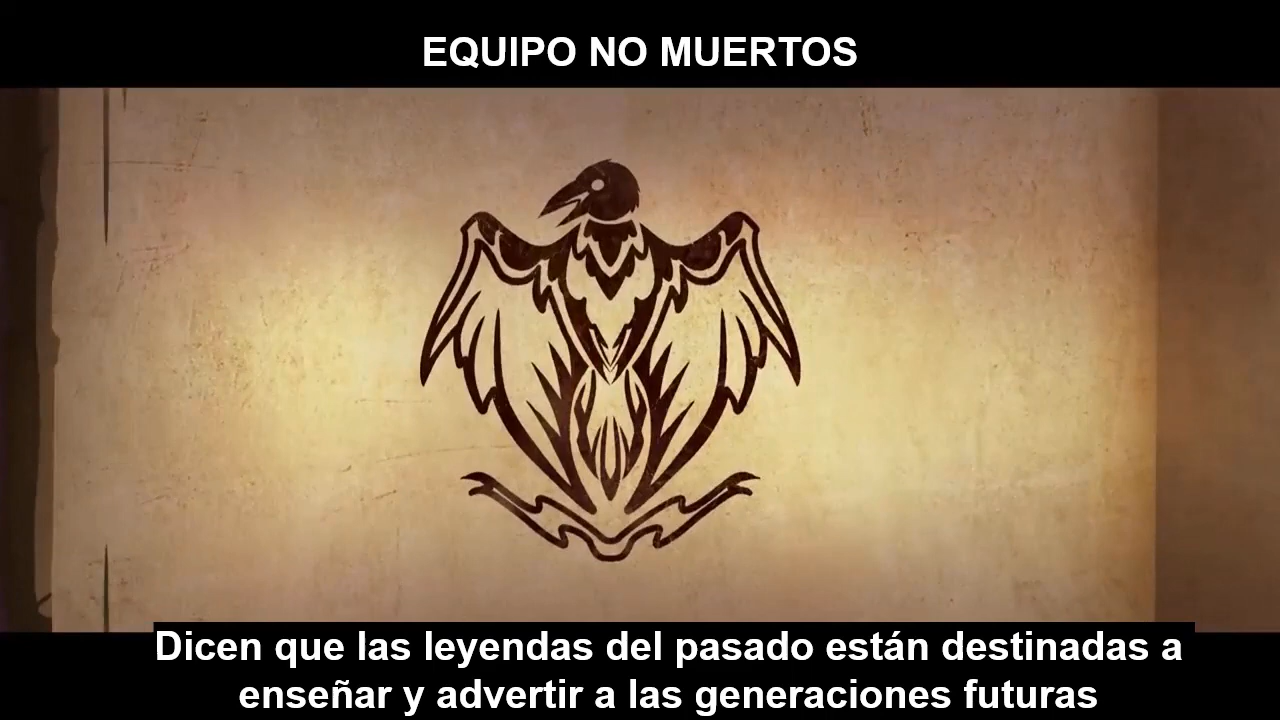 EQUIPO NO MUERTOS
Dicen que las leyendas del pasado están destinadas a
enseñar y advertir a las generaciones futuras